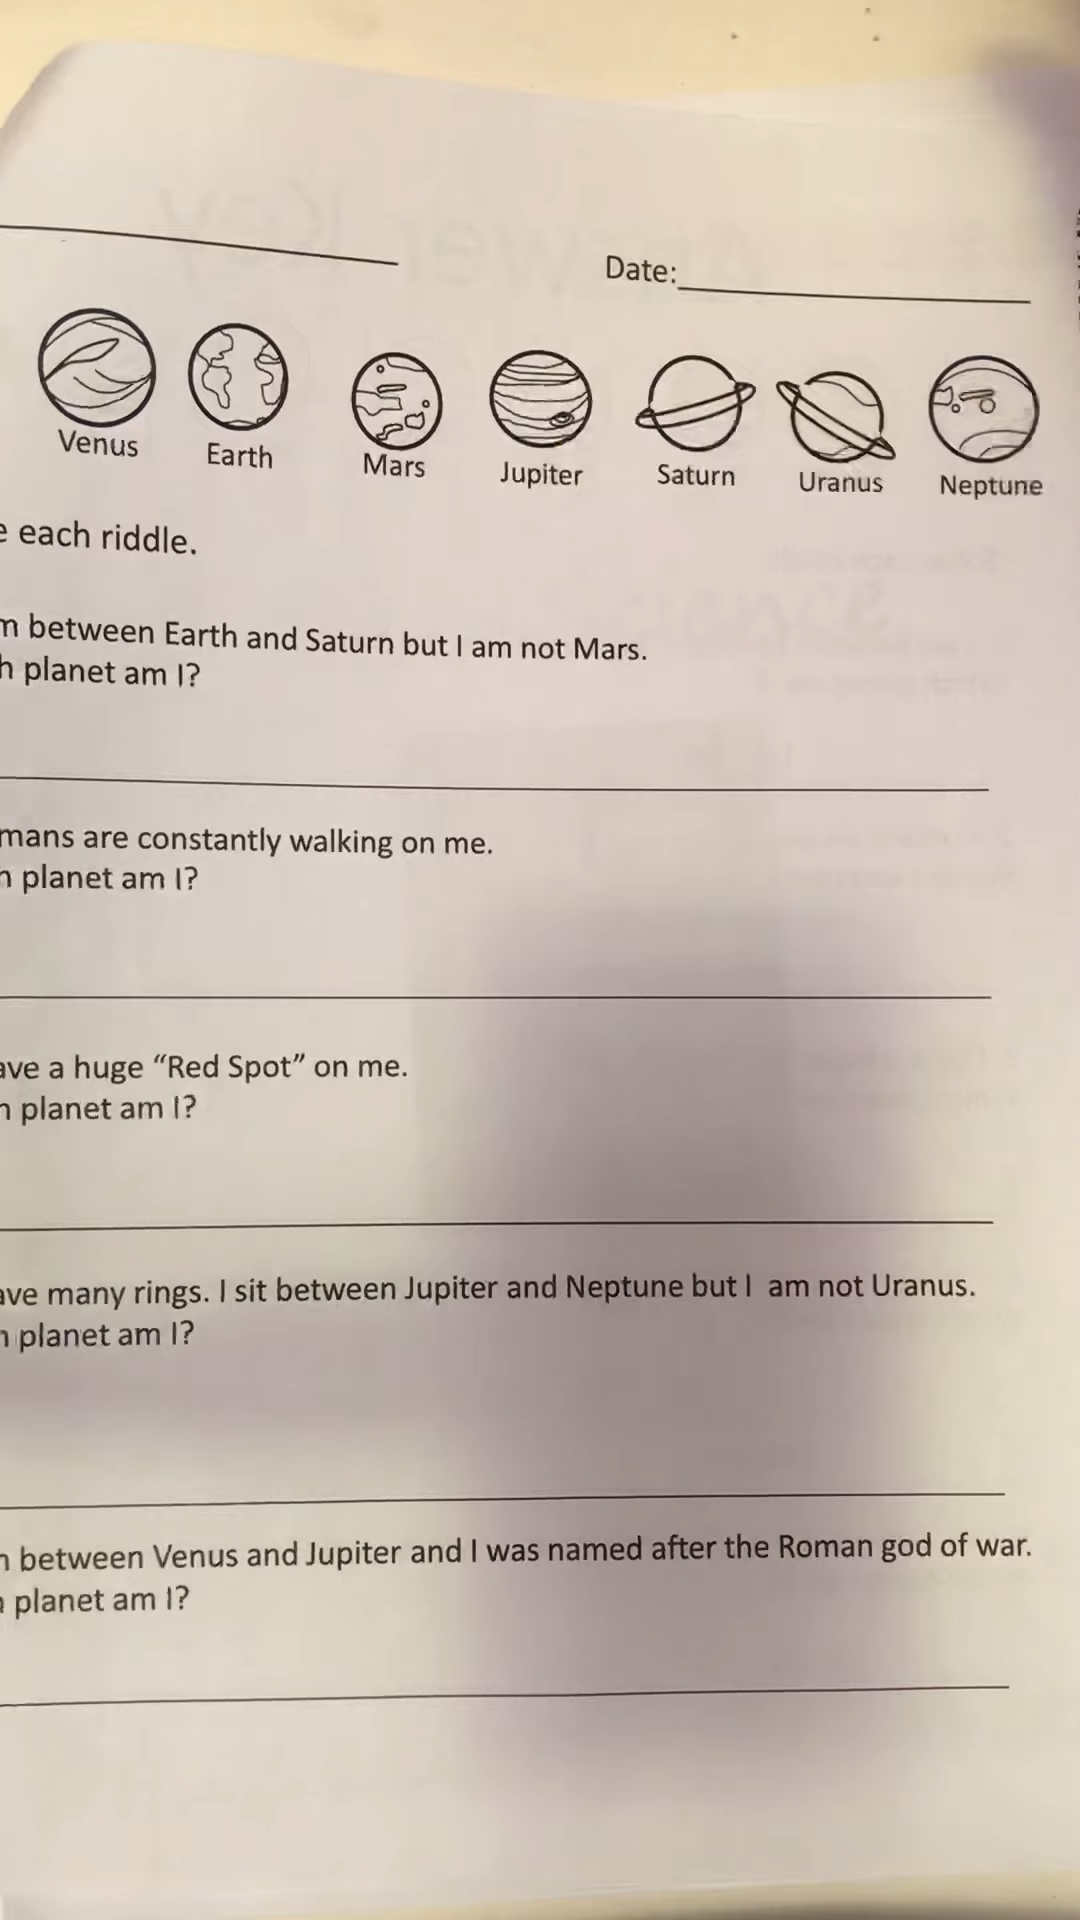 Date:
Venus Earth Mars Jupiter Saturn Uranus Neptune
each riddle.
between Earth and Saturn but I am not Mars.
planet am I?
are constantly walking on me.
planet am I?
a huge “Red Spot” on me.
planet am I?
many rings. I sit between Jupiter and Neptune but I am not Uranus.
planet am I?
between Venus and Jupiter and I was named after the Roman god of war.
planet am I?